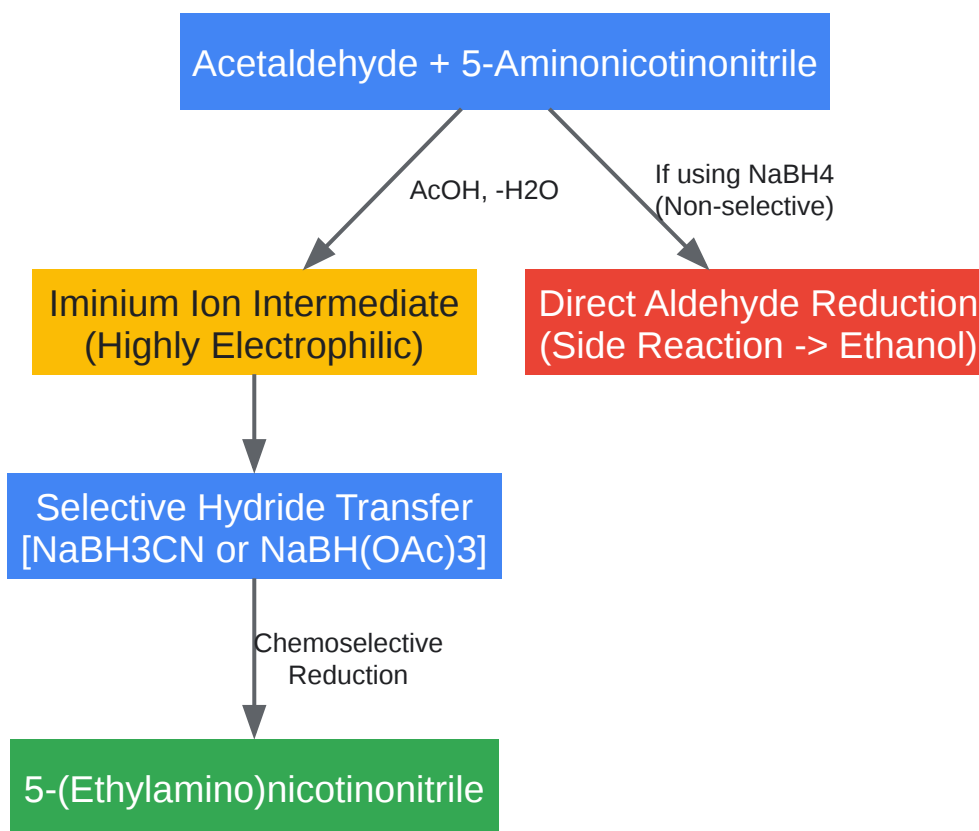 Acetaldehyde + 5-Aminonicotinonitrile
AcOH, -H2O
If using NaBH4
(Non-selective)
Iminium Ion Intermediate
(Highly Electrophilic)
Direct Aldehyde Reduction
(Side Reaction -> Ethanol)
Selective Hydride Transfer
[NaBH3CN or NaBH(OAc)3]
Chemoselective
Reduction
5-(Ethylamino)nicotinonitrile